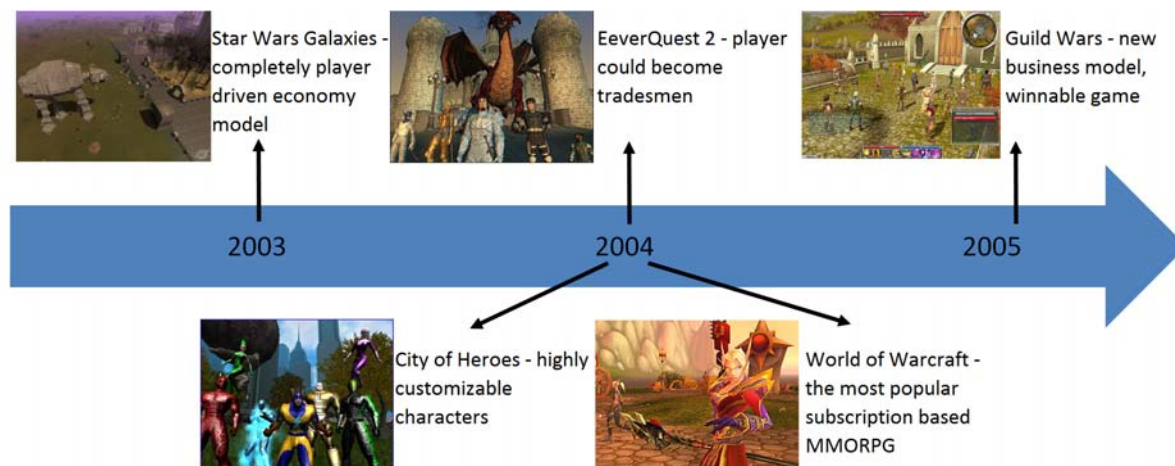 Star Wars Galaxies -
completely player
driven economy
model
EeverQuest 2 - player
could become
tradesmen
Guild Wars - new
business model,
winnable game
2003
2004
2005
City of Heroes - highly
customizable
characters
World of Warcraft -
the most popular
subscription based
MMORPG